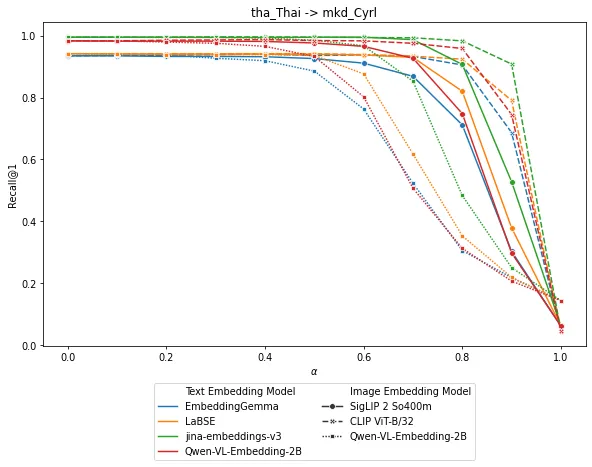 tha_Thai -> mkd_Cyrl
Recall@1
1.0
0.8
0.6
0.4
0.2
0.0
0.0 0.2 0.4 0.6 0.8 1.0
α
Text Embedding Model
EmbeddingGemma
LaBSE
jina-embeddings-v3
Qwen-VL-Embedding-2B
Image Embedding Model
SigLIP 2 So400m
CLIP ViT-B/32
Qwen-VL-Embedding-2B